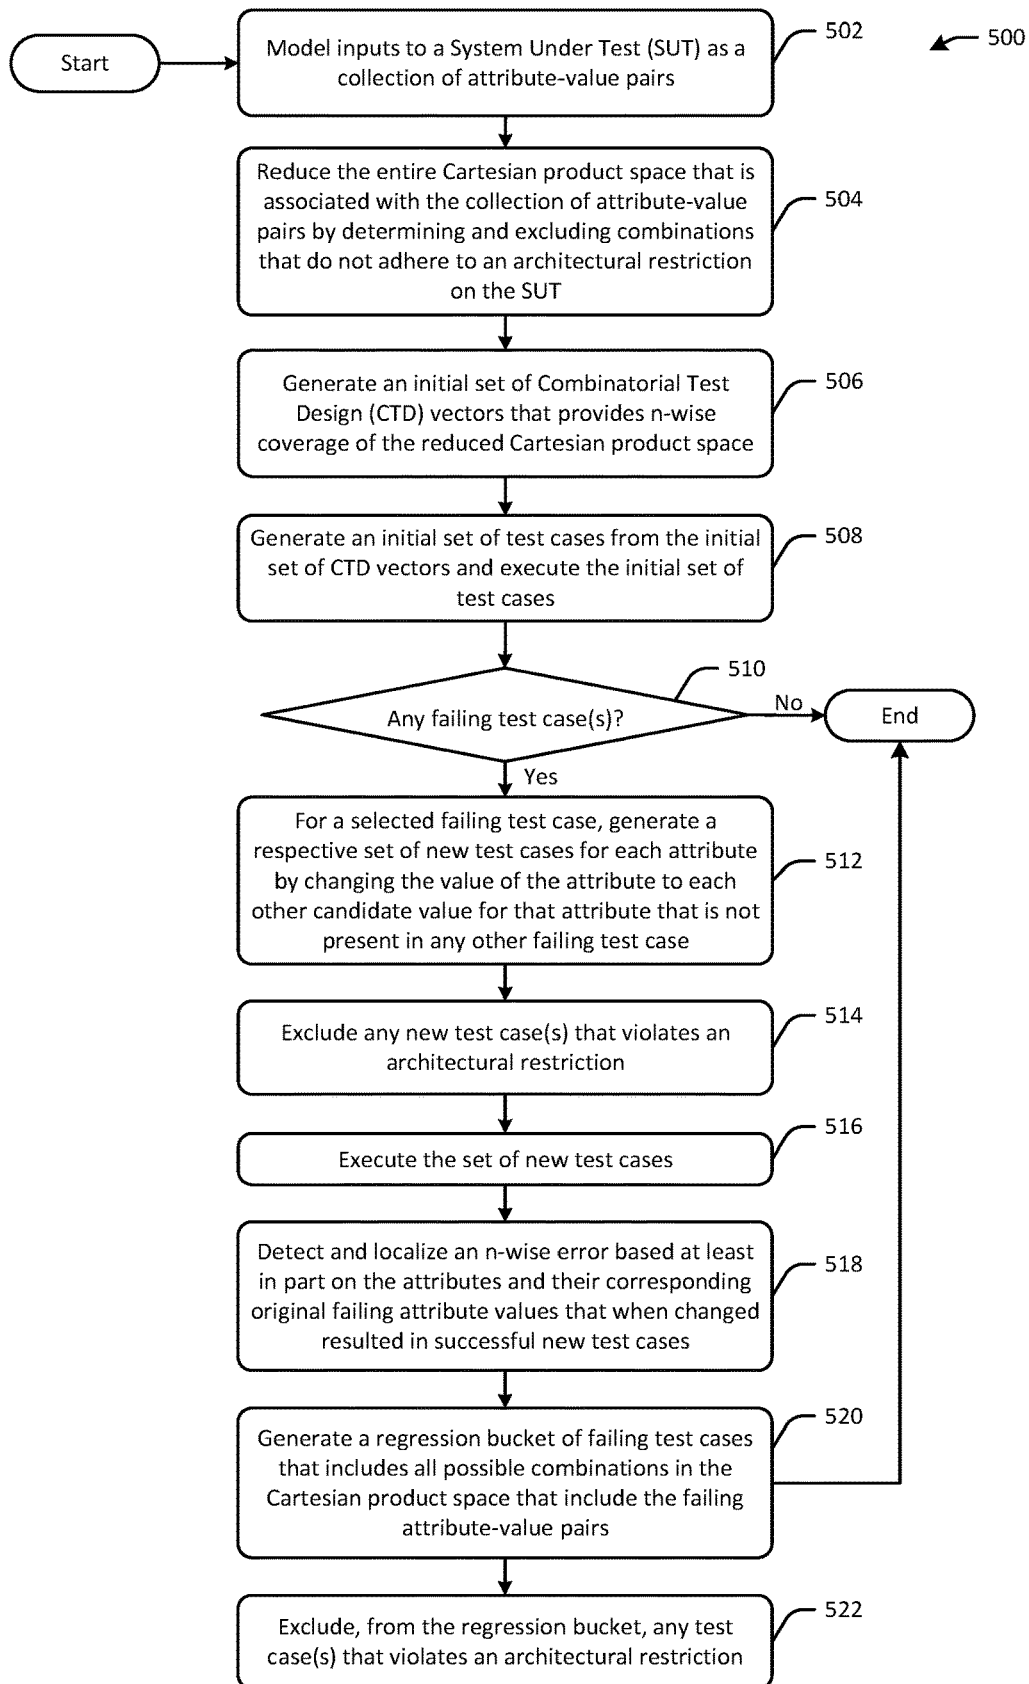 Start
Model inputs to a System Under Test (SUT) as a
collection of attribute-value pairs
502
500
Reduce the entire Cartesian product space that is
associated with the collection of attribute-value
pairs by determining and excluding combinations
that do not adhere to an architectural restriction
on the SUT
504
Generate an initial set of Combinatorial Test
Design (CTD) vectors that provides n-wise
coverage of the reduced Cartesian product space
506
Generate an initial set of test cases from the initial
set of CTD vectors and execute the initial set of
test cases
508
Any failing test case(s)?
510
No
End
Yes
For a selected failing test case, generate a
respective set of new test cases for each attribute
by changing the value of the attribute to each
other candidate value for that attribute that is not
present in any other failing test case
512
Exclude any new test case(s) that violates an
architectural restriction
514
Execute the set of new test cases
516
Detect and localize an n-wise error based at least
in part on the attributes and their corresponding
original failing attribute values that when changed
resulted in successful new test cases
518
Generate a regression bucket of failing test cases
that includes all possible combinations in the
Cartesian product space that include the failing
attribute-value pairs
520
Exclude, from the regression bucket, any test
case(s) that violates an architectural restriction
522